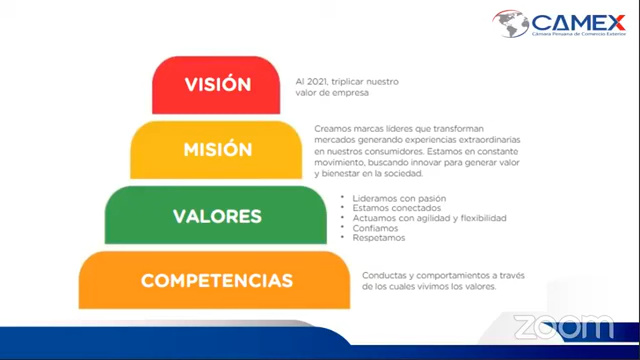 CAMEX
Cámara Peruana de Comercio Exterior
VISIÓN
Al 2021, triplicar nuestro
valor de empresa
MISIÓN
Creamos marcas líderes que transforman
mercados generando experiencias extraordinarias
en nuestros consumidores. Estamos en constante
movimiento, buscando innovar para generar valor
y bienestar en la sociedad.
VALORES
• Lideramos con pasión
• Estamos conectados
• Actuamos con agilidad y flexibilidad
• Confiamos
• Respetamos
COMPETENCIAS
Conductas y comportamientos a través
de los cuales vivimos los valores.
zoom